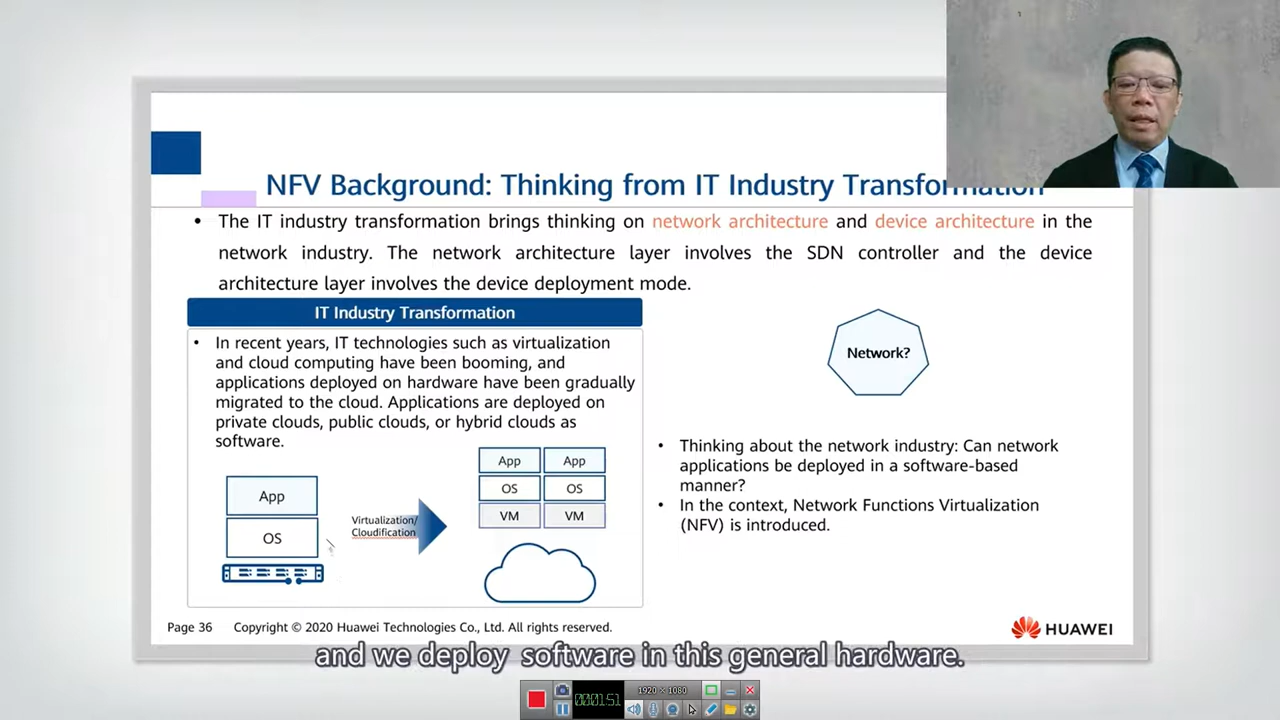 NFV Background: Thinking from IT Industry Transformation
• The IT industry transformation brings thinking on network architecture and device architecture in the
network industry. The network architecture layer involves the SDN controller and the device
architecture layer involves the device deployment mode.
IT Industry Transformation
• In recent years, IT technologies such as virtualization
and cloud computing have been booming, and
applications deployed on hardware have been gradually
migrated to the cloud. Applications are deployed on
private clouds, public clouds, or hybrid clouds as
software.
App
OS
Virtualization/
Cloudification
App App
OS OS
VM VM
Network?
• Thinking about the network industry: Can network
applications be deployed in a software-based
manner?
• In the context, Network Functions Virtualization
(NFV) is introduced.
Page 36 Copyright © 2020 Huawei Technologies Co., Ltd. All rights reserved.
HUAWEI
and we deploy software in this general hardware.
000:01:51
1920 × 1080